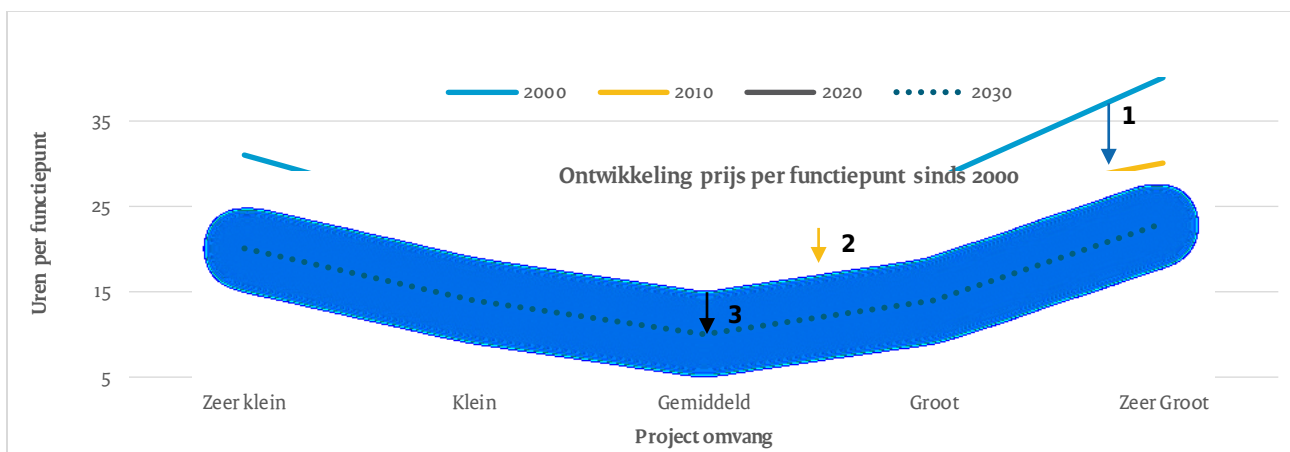 2000 2010 2020 2030
35
1
Ontwikkeling prijs per functiepunt sinds 2000
25
2
15
3
5
Uren per functiepunt
Zeer klein Klein Gemiddeld Groot Zeer Groot
Project omvang